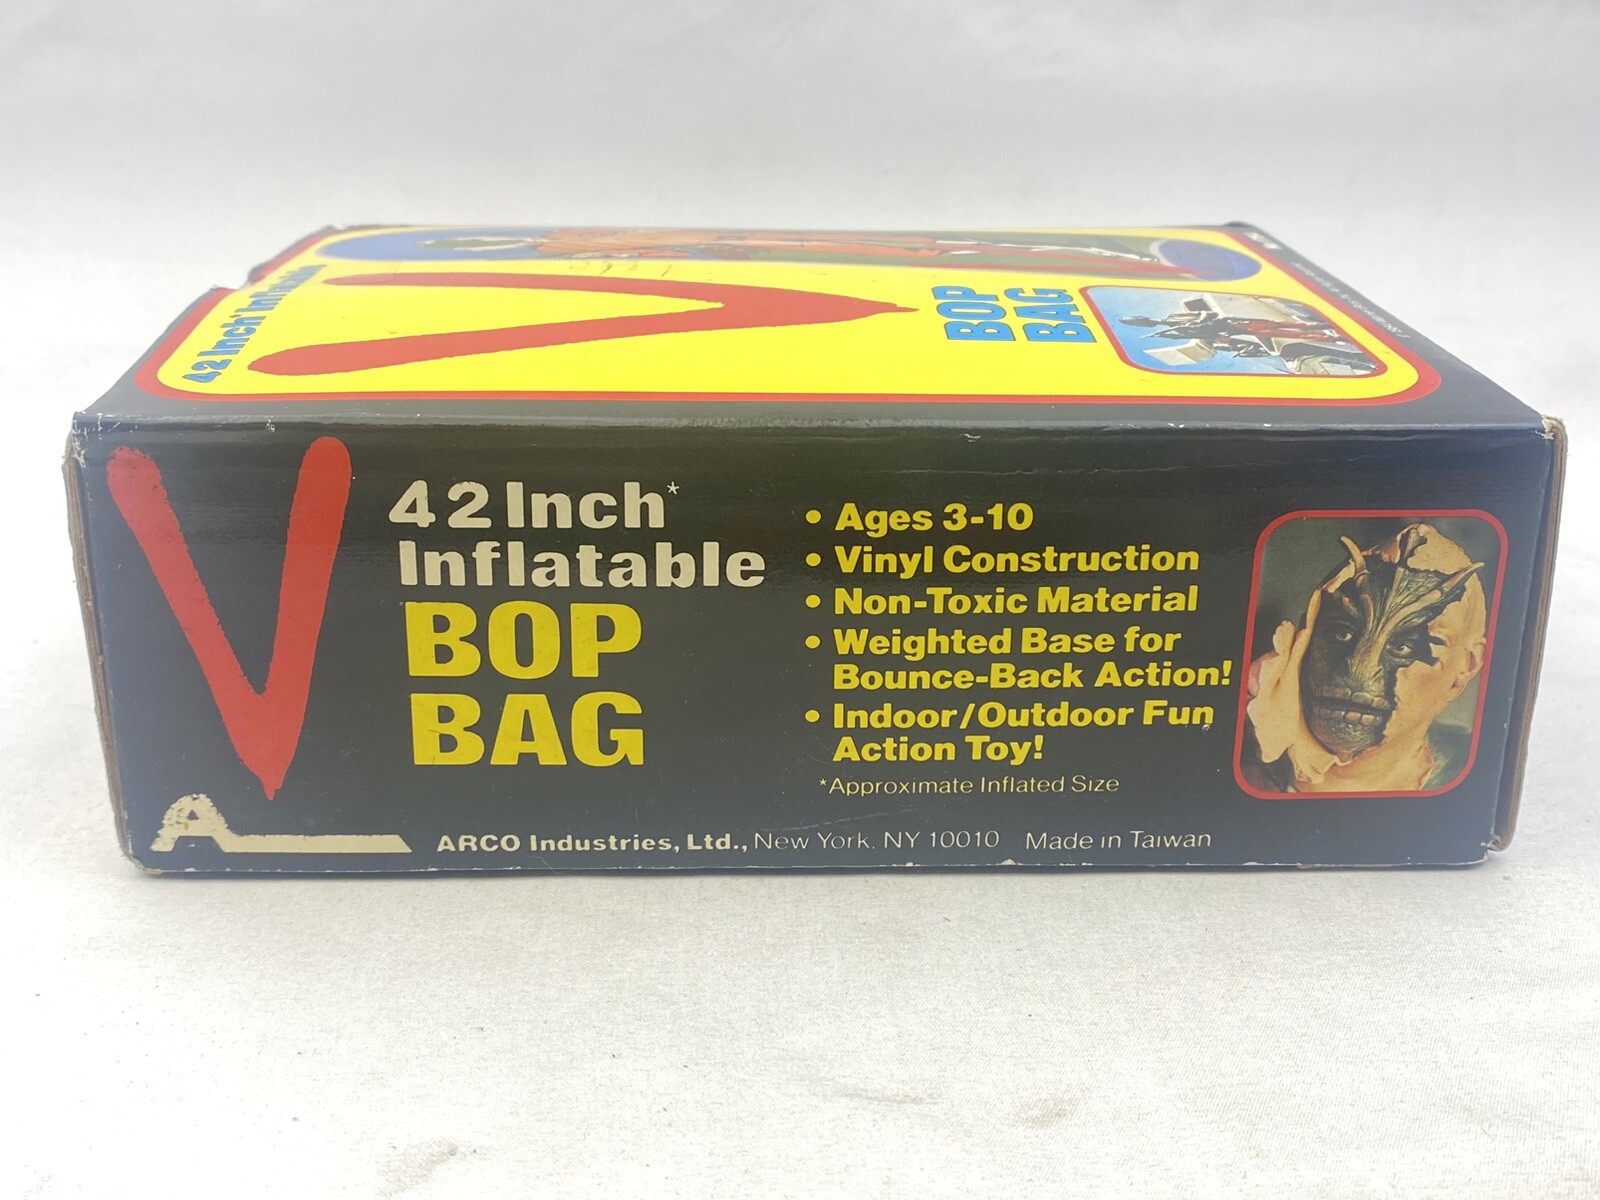 42 Inch* Inflatable
V
BOP
BAG
V
42 Inch*
Inflatable
BOP
BAG
• Ages 3-10
• Vinyl Construction
• Non-Toxic Material
• Weighted Base for
Bounce-Back Action!
• Indoor/Outdoor Fun
Action Toy!
*Approximate Inflated Size
A
ARCO Industries, Ltd., New York, NY 10010 Made in Taiwan